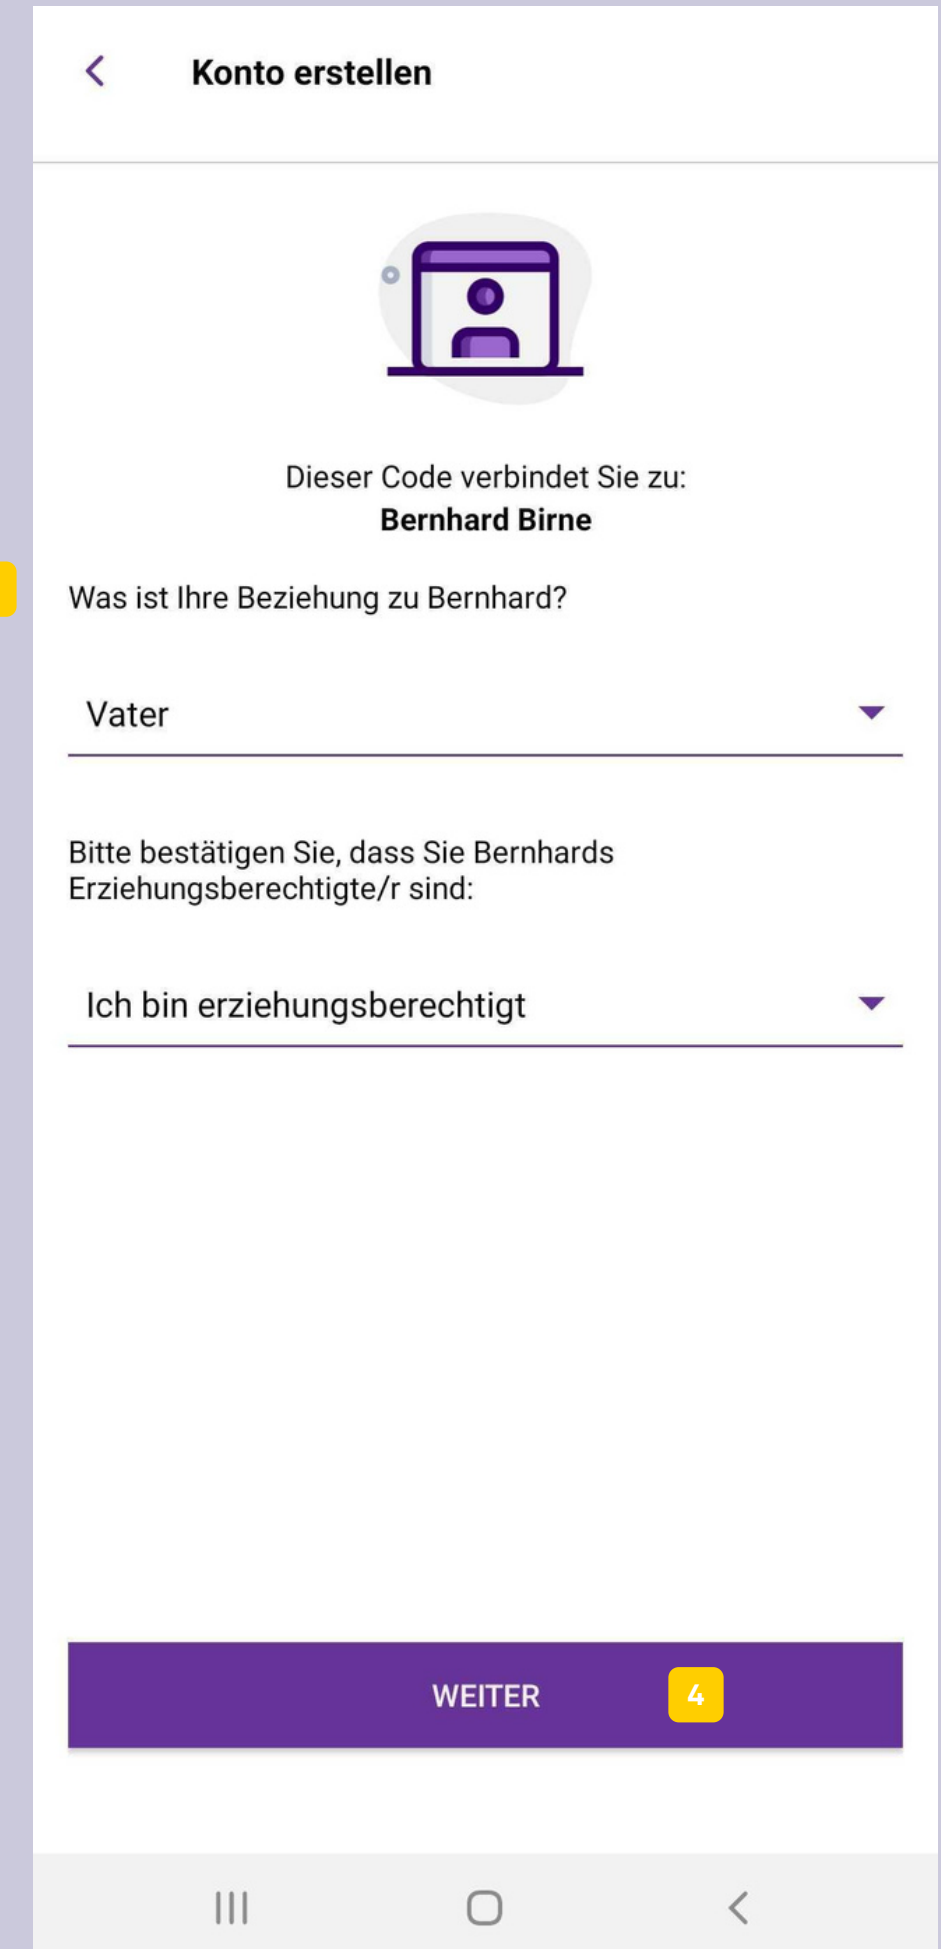 Konto erstellen
Dieser Code verbindet Sie zu:
Bernhard Birne
Was ist Ihre Beziehung zu Bernhard?
Vater
Bitte bestätigen Sie, dass Sie Bernhards
Erziehungsberechtigte/r sind:
Ich bin erziehungsberechtigt
WEITER 4